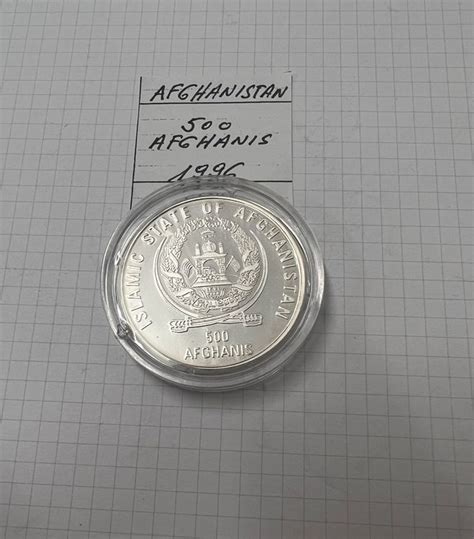 AFGHANISTAN
500
AFGHANIS
1996
ISLAMIC STATE OF AFGHANISTAN
500
AFGHANIS